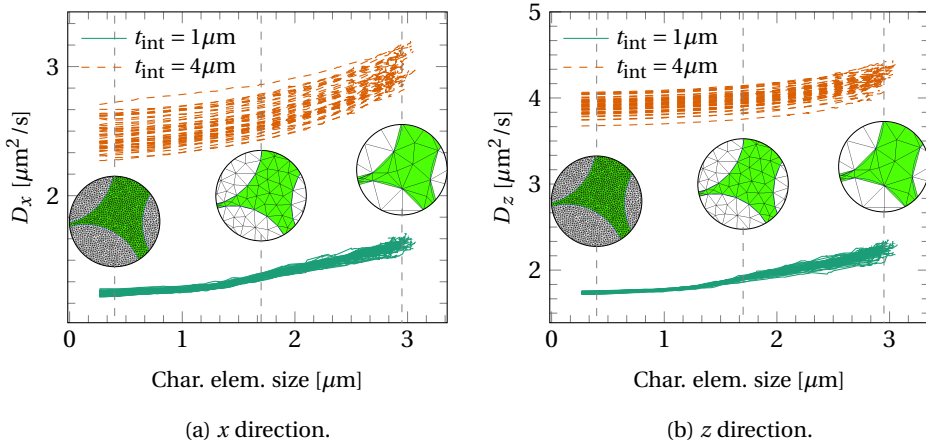 t_int = 1μm
t_int = 4μm
3
2
D_x [μm²/s]
0 1 2 3
Char. elem. size [μm]
(a) x direction.
t_int = 1μm
t_int = 4μm
5
4
3
2
D_z [μm²/s]
0 1 2 3
Char. elem. size [μm]
(b) z direction.